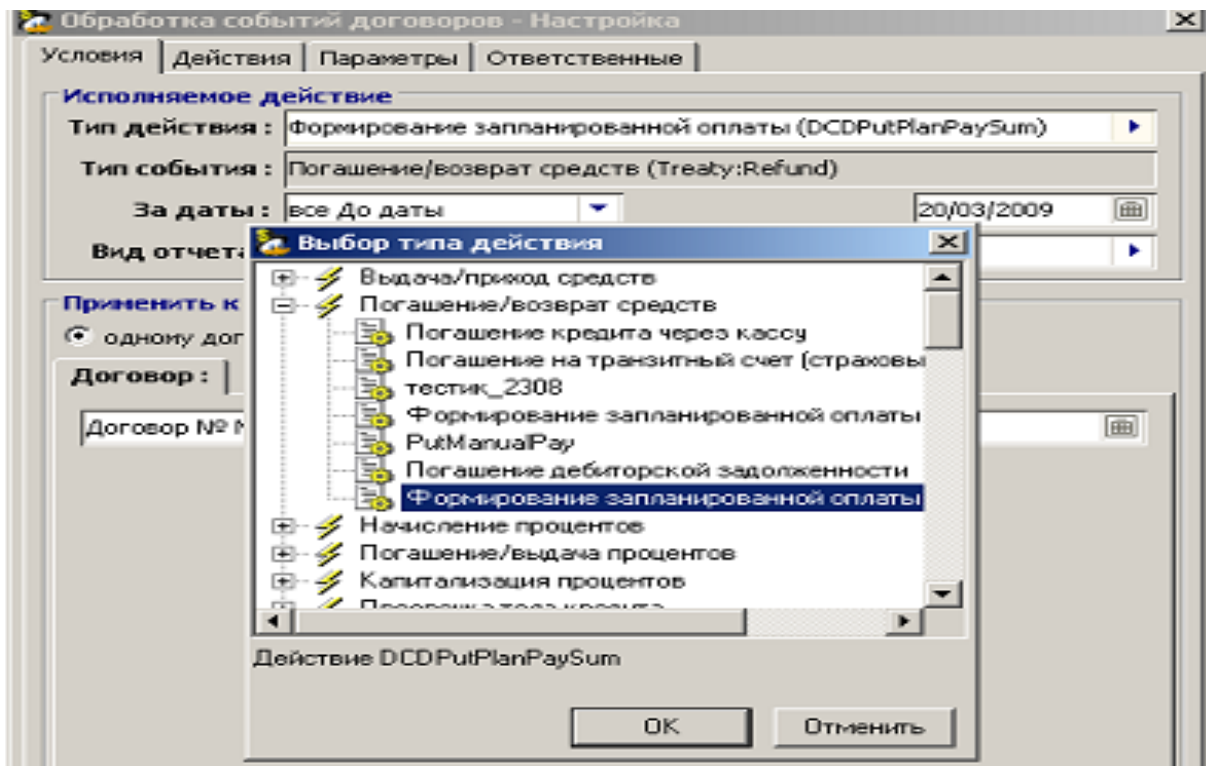 Обработка событий договоров - Настройка
Условия Действия Параметры Ответственные
Исполняемое действие
Тип действия : Формирование запланированной оплаты (DCDPutPlanPaySum)
Тип события : Погашение/возврат средств (Treaty:Refund)
За даты : все До даты 20/03/2009
Вид отчета
Выбор типа действия
Выдача/приход средств
Применить к
Погашение/возврат средств
одному дог
Погашение кредита через кассу
Погашение на транзитный счет (страховы
Договор :
тестик_2308
Формирование запланированной оплаты
Договор №
PutManualPay
Погашение дебиторской задолженности
Формирование запланированной оплаты
Начисление процентов
Погашение/выдача процентов
Капитализация процентов
Действие DCDPutPlanPaySum
OK Отменить